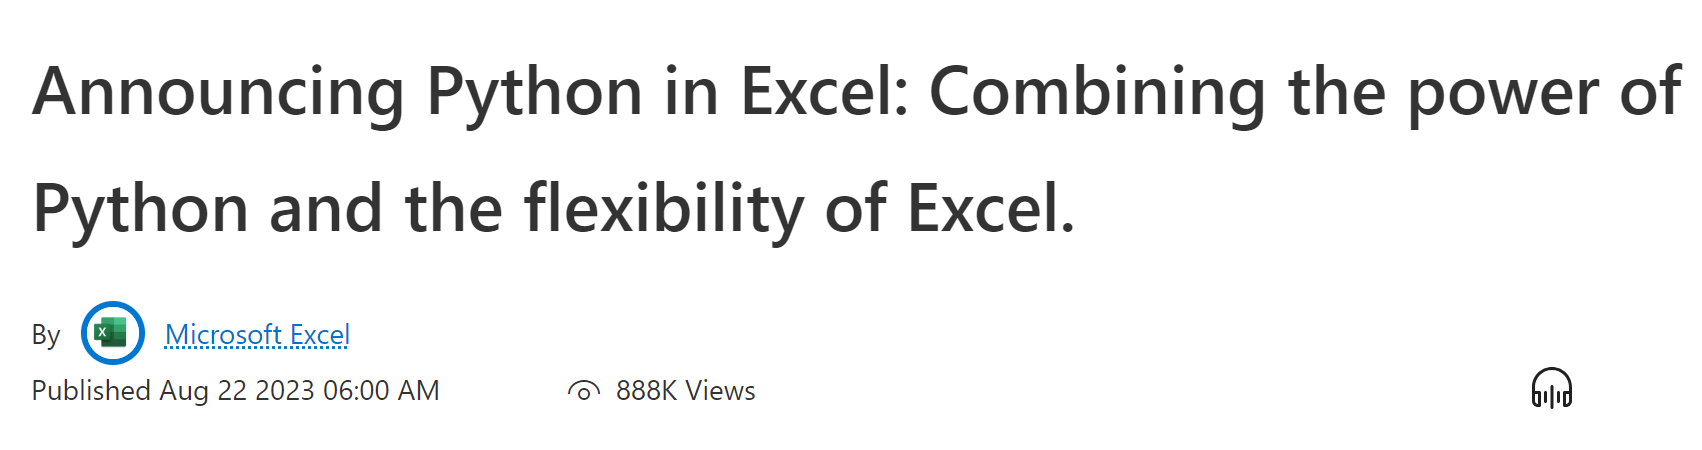 Announcing Python in Excel: Combining the power of
Python and the flexibility of Excel.
By X Microsoft Excel
Published Aug 22 2023 06:00 AM 888K Views